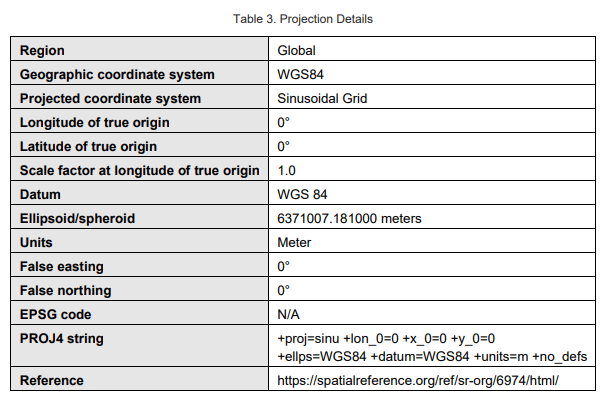 Table 3. Projection Details
Region Global
Geographic coordinate system WGS84
Projected coordinate system Sinusoidal Grid
Longitude of true origin 0°
Latitude of true origin 0°
Scale factor at longitude of true origin 1.0
Datum WGS 84
Ellipsoid/spheroid 6371007.181000 meters
Units Meter
False easting 0°
False northing 0°
EPSG code N/A
PROJ4 string +proj=sinu +lon_0=0 +x_0=0 +y_0=0
+ellps=WGS84 +datum=WGS84 +units=m +no_defs
Reference https://spatialreference.org/ref/sr-org/6974/html/